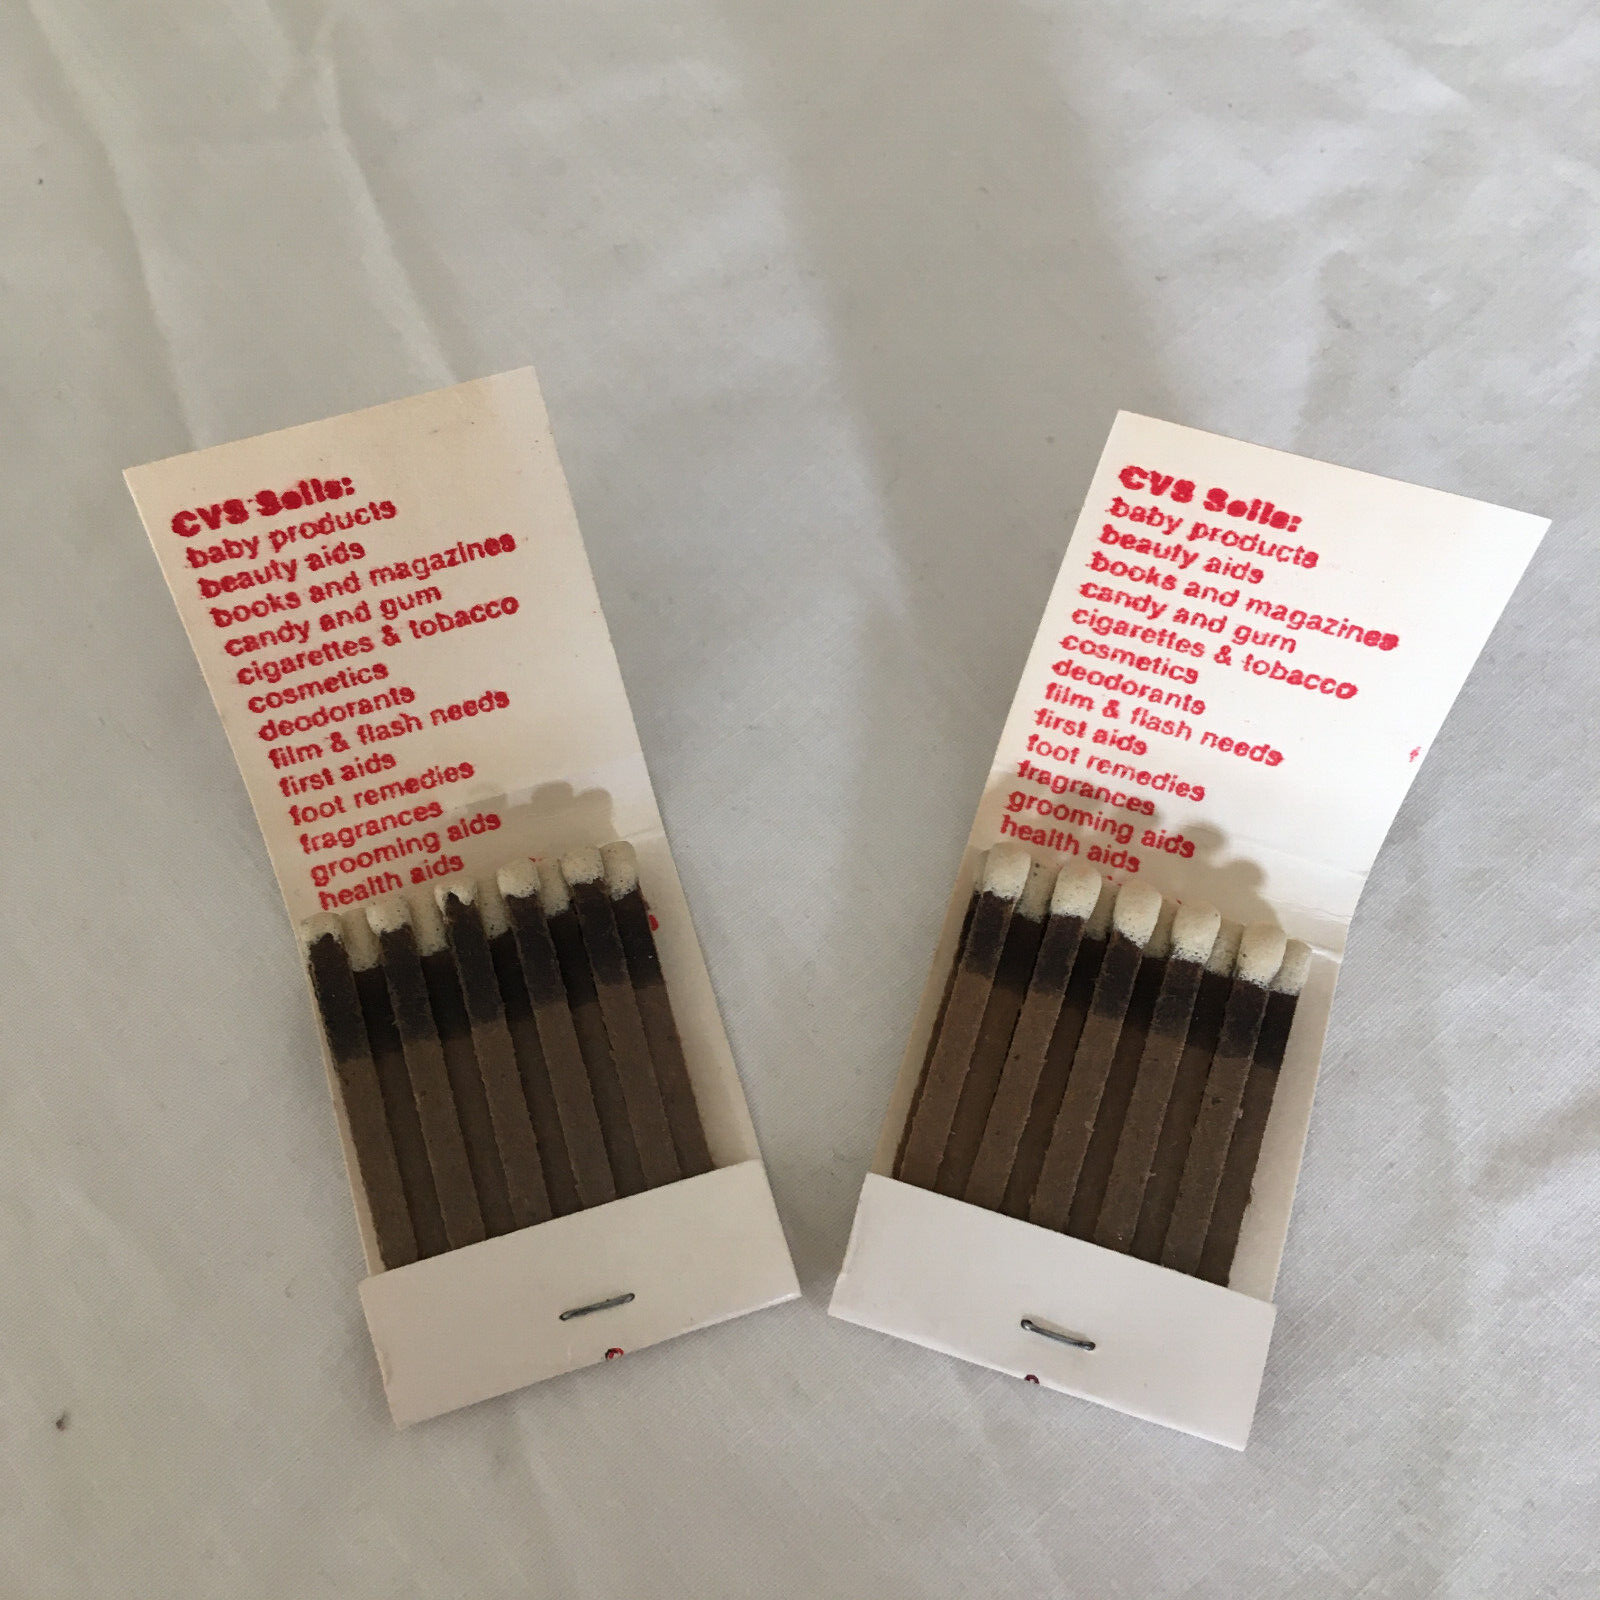 CVS Sells:
baby products
beauty aids
books and magazines
candy and gum
cigarettes & tobacco
cosmetics
deodorants
film & flash needs
first aids
foot remedies
fragrances
grooming aids
health aids
CVS Sells:
baby products
beauty aids
books and magazines
candy and gum
cigarettes & tobacco
cosmetics
deodorants
film & flash needs
first aids
foot remedies
fragrances
grooming aids
health aids